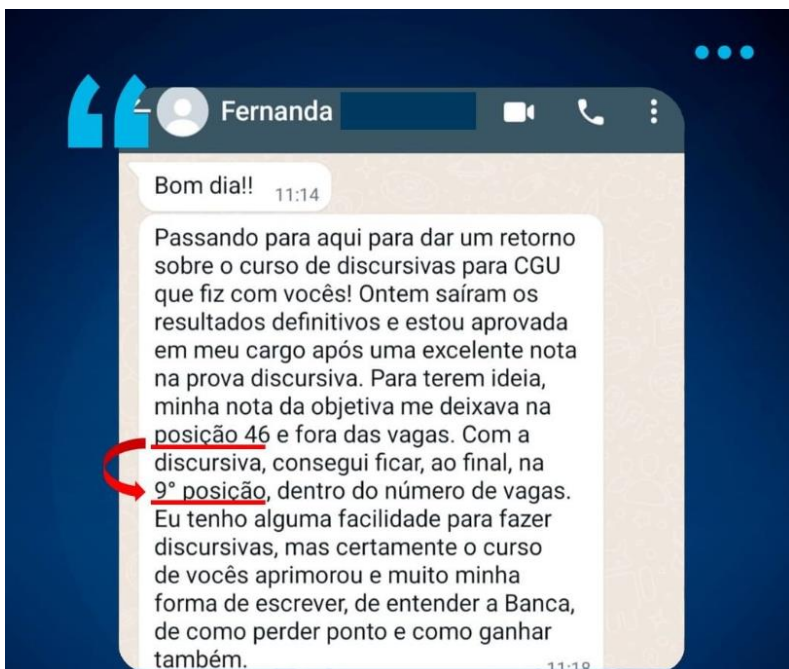 Fernanda
Bom dia!! 11:14
Passando para aqui para dar um retorno
sobre o curso de discursivas para CGU
que fiz com vocês! Ontem saíram os
resultados definitivos e estou aprovada
em meu cargo após uma excelente nota
na prova discursiva. Para terem ideia,
minha nota da objetiva me deixava na
posição 46 e fora das vagas. Com a
discursiva, consegui ficar, ao final, na
9° posição, dentro do número de vagas.
Eu tenho alguma facilidade para fazer
discursivas, mas certamente o curso
de vocês aprimorou e muito minha
forma de escrever, de entender a Banca,
de como perder ponto e como ganhar
também. 11:18